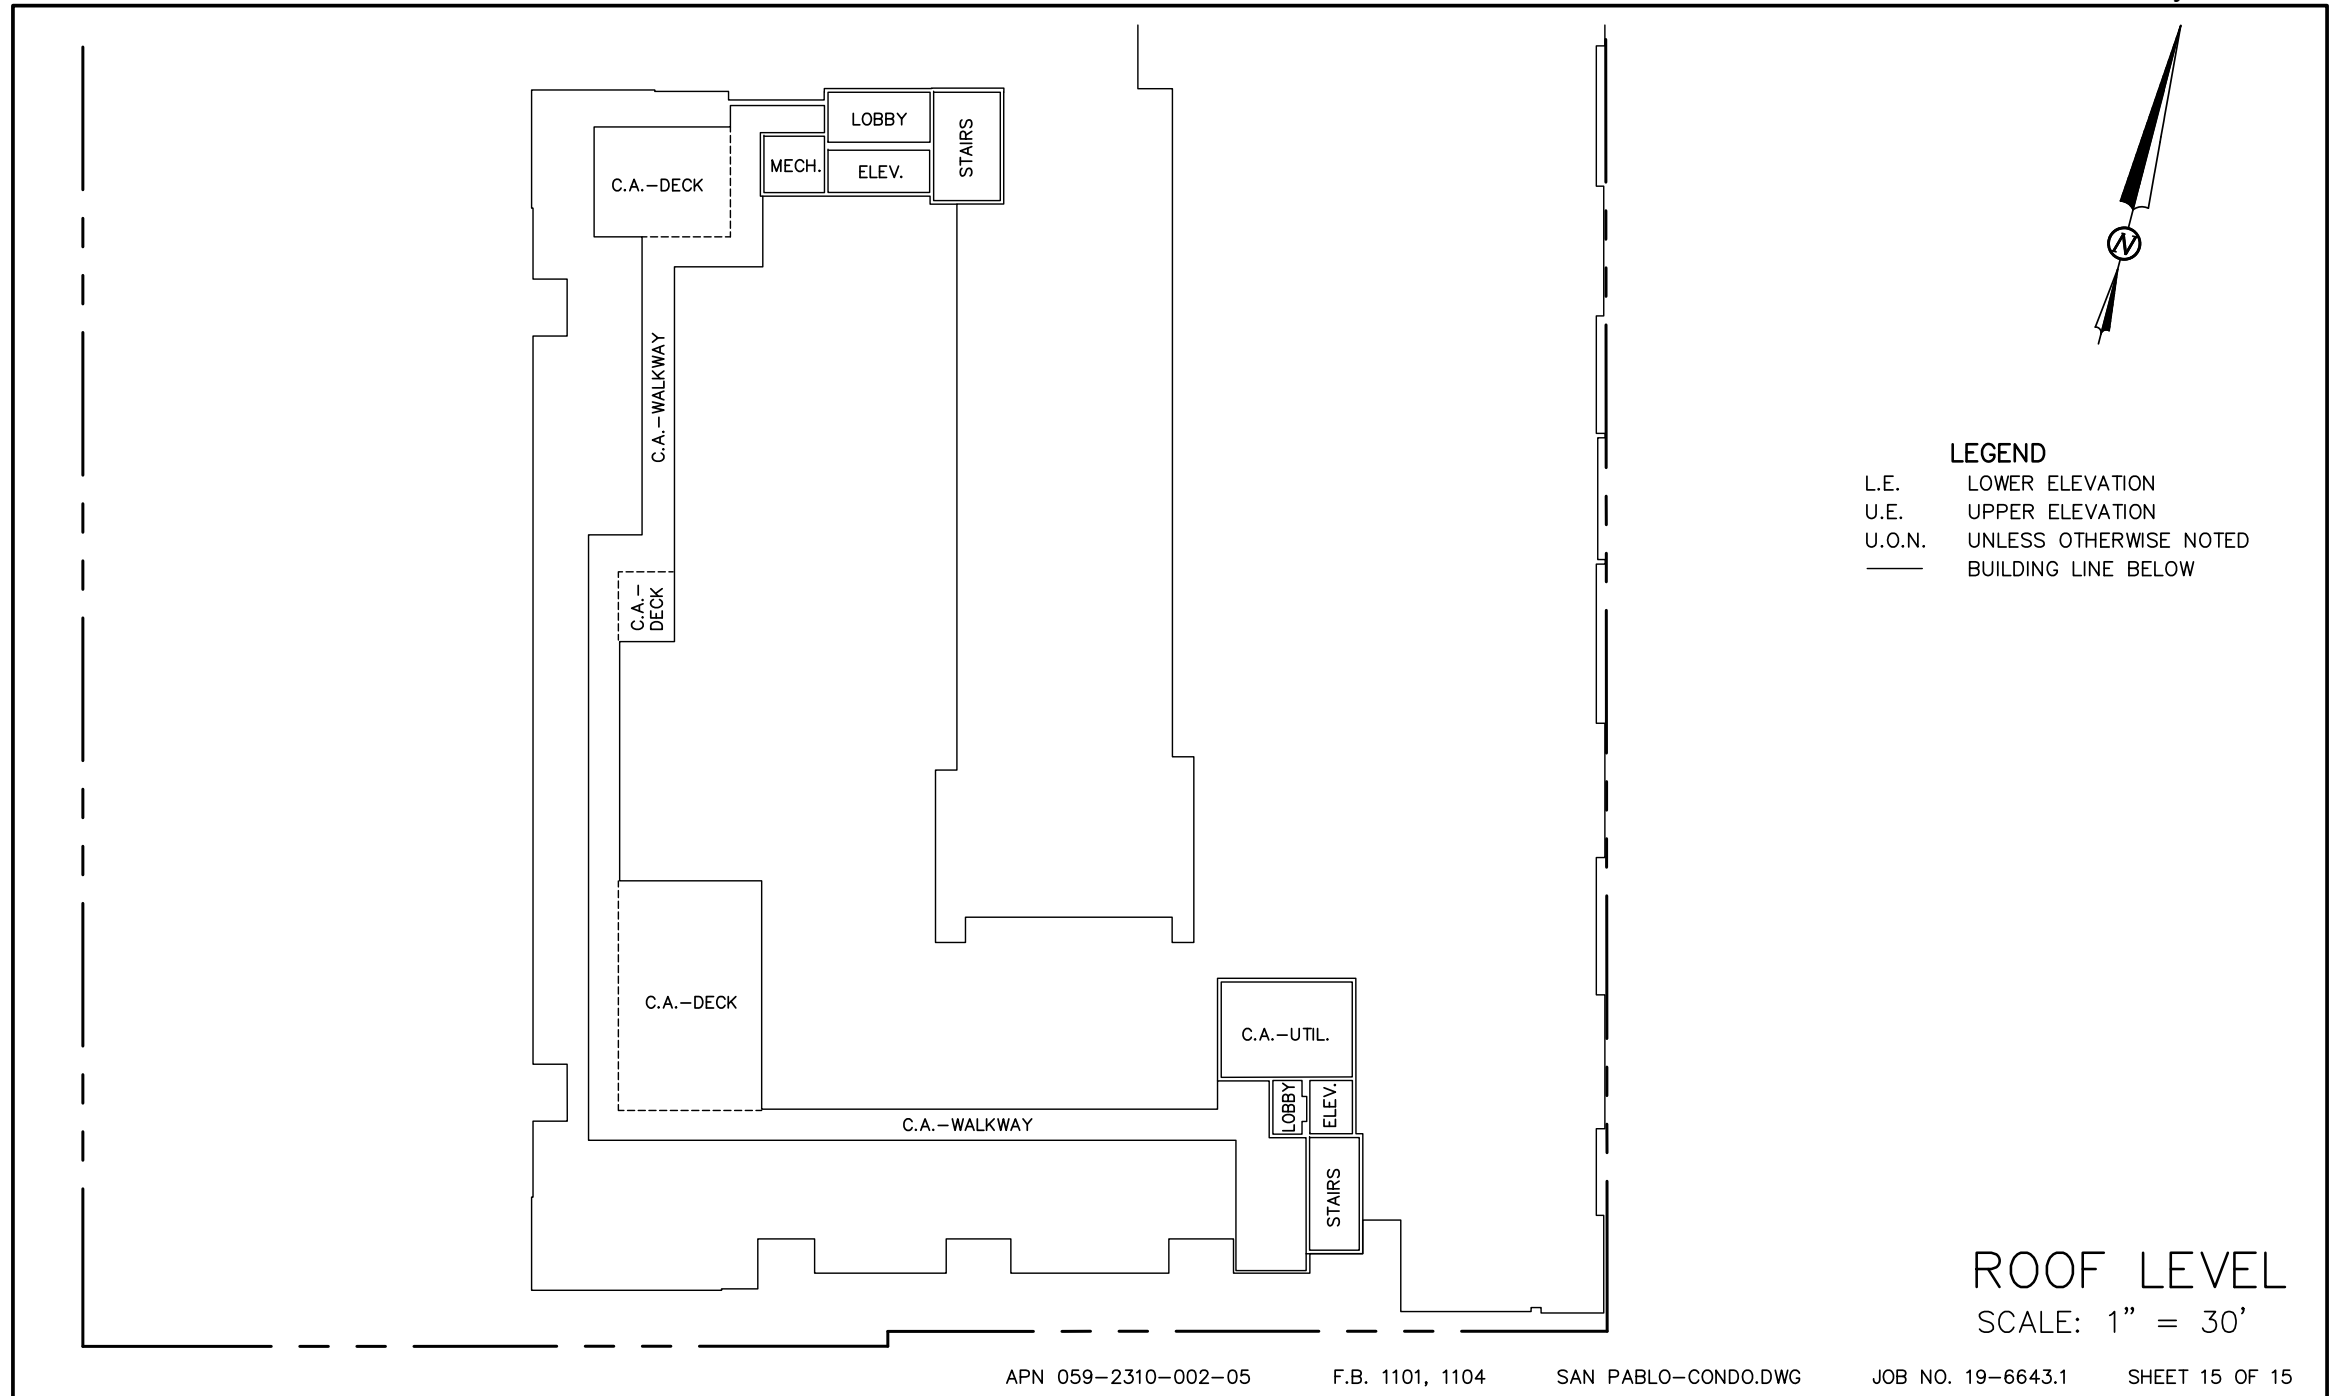 LOBBY
STAIRS
MECH.
ELEV.
C.A.-DECK
N
C.A.-WALKWAY
LEGEND
L.E. LOWER ELEVATION
U.E. UPPER ELEVATION
U.O.N. UNLESS OTHERWISE NOTED
BUILDING LINE BELOW
C.A.-
DECK
C.A.-DECK
C.A.-UTIL.
LOBBY
ELEV.
C.A.-WALKWAY
STAIRS
ROOF LEVEL
SCALE: 1" = 30'
APN 059-2310-002-05 F.B. 1101, 1104 SAN PABLO-CONDO.DWG JOB NO. 19-6643.1 SHEET 15 OF 15